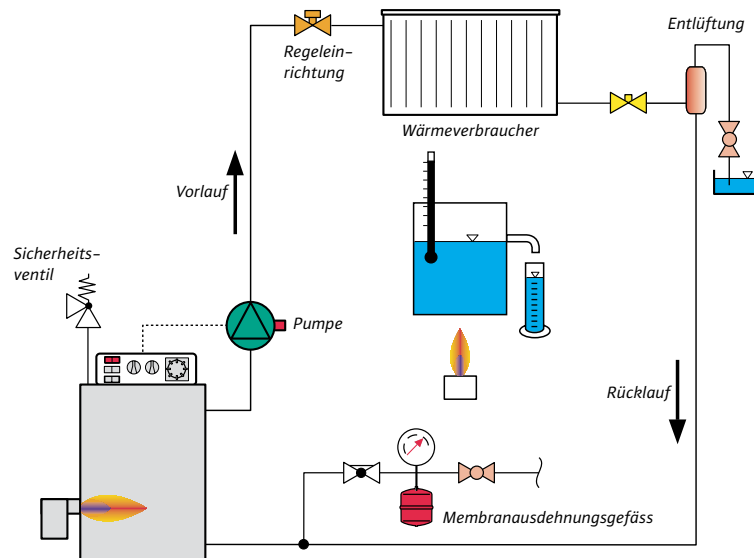 Entlüftung
Regelein-
richtung
Wärmeverbraucher
Vorlauf
Sicherheits-
ventil
Pumpe
Rücklauf
Membranausdehnungsgefäss